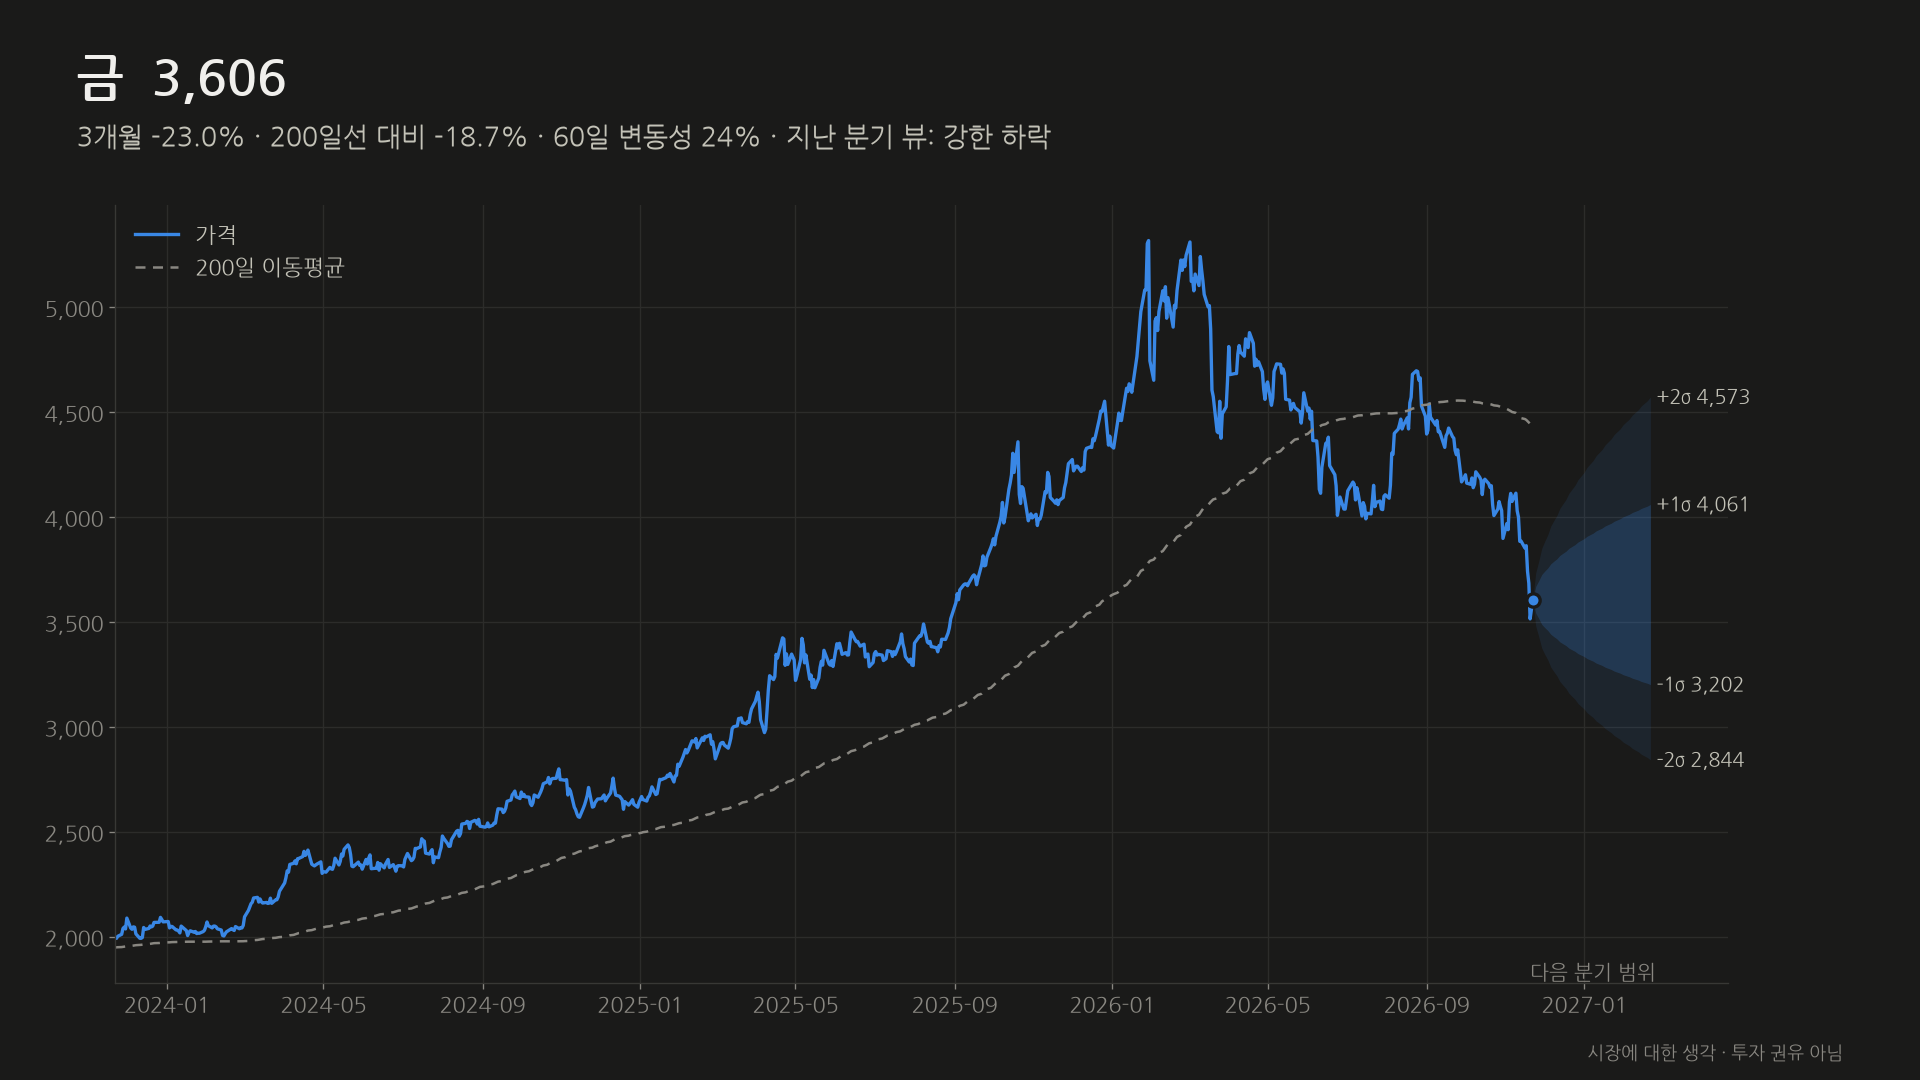 금 3,606
3개월 -23.0% · 200일선 대비 -18.7% · 60일 변동성 24% · 지난 분기 뷰: 강한 하락
가격
200일 이동평균
5,000
4,500
4,000
3,500
3,000
2,500
2,000
+2σ 4,573
+1σ 4,061
-1σ 3,202
-2σ 2,844
다음 분기 범위
2024-01
2024-05
2024-09
2025-01
2025-05
2025-09
2026-01
2026-05
2026-09
2027-01
시장에 대한 생각 · 투자 권유 아님